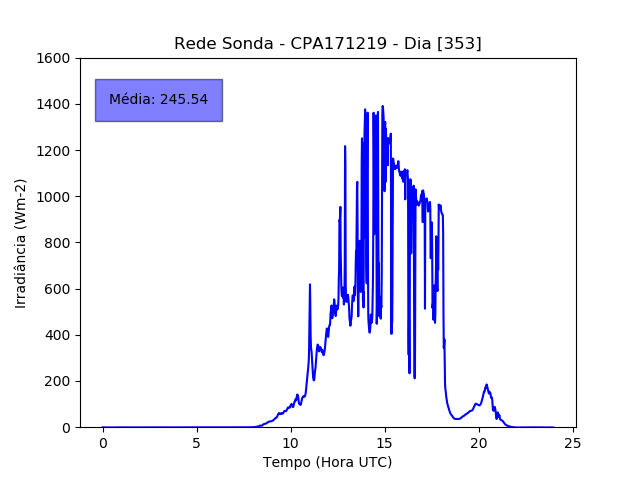 Rede Sonda - CPA171219 - Dia [353]
1600
1400
1200
1000
800
600
400
200
0
Média: 245.54
Irradiância (Wm-2)
0 5 10 15 20 25
Tempo (Hora UTC)